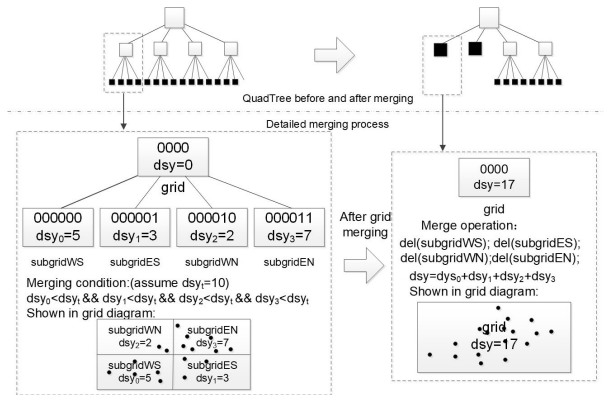 QuadTree before and after merging
Detailed merging process
0000
dsy=0
grid
000000
dsy₀=5
000001
dsy₁=3
000010
dsy₂=2
000011
dsy₃=7
subgridWS
subgridES
subgridWN
subgridEN
Merging condition:(assume dsyₜ=10)
dsy₀<dsyₜ && dsy₁<dsyₜ && dsy₂<dsyₜ && dsy₃<dsyₜ
Shown in grid diagram:
subgridWN
dsy₂=2
subgridEN
dsy₃=7
subgridWS
dsy₀=5
subgridES
dsy₁=3
After grid
merging
0000
dsy=17
grid
Merge operation:
del(subgridWS); del(subgridES);
del(subgridWN);del(subgridEN);
dsy=dys₀+dsy₁+dsy₂+dsy₃
Shown in grid diagram:
grid
dsy=17